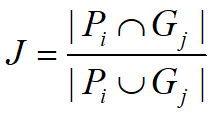 J = | P_i ∩ G_j | / | P_i ∪ G_j |